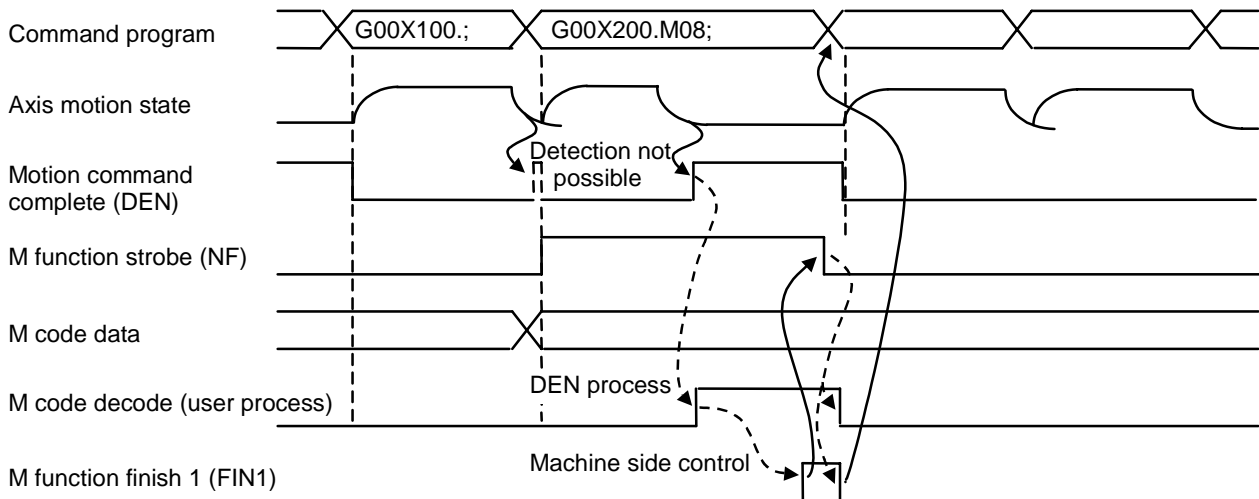 Command program
G00X100.;
G00X200.M08;
Axis motion state
Motion command
complete (DEN)
Detection not
possible
M function strobe (NF)
M code data
M code decode (user process)
DEN process
Machine side control
M function finish 1 (FIN1)